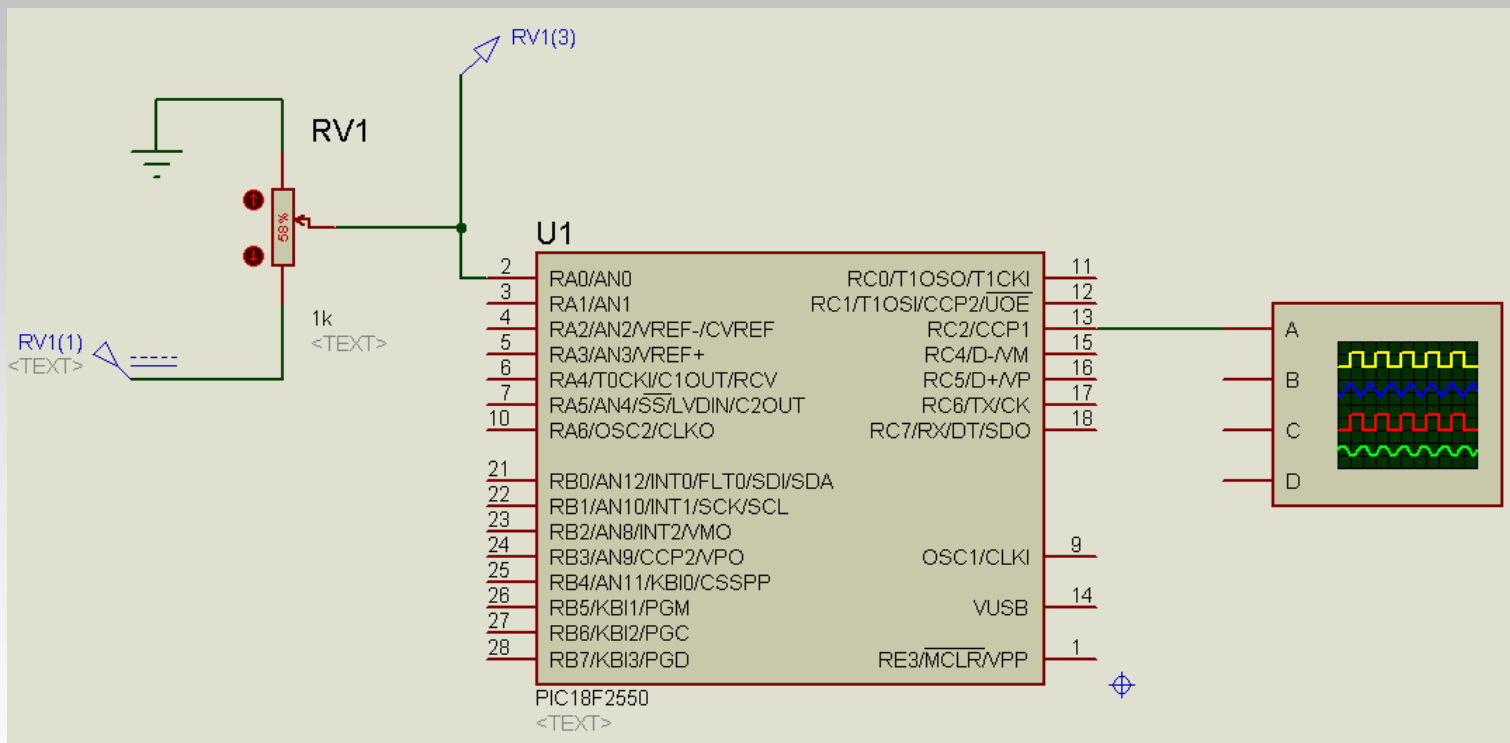 RV1(3)
RV1
58%
1k
<TEXT>
RV1(1)
<TEXT>
U1
2 RA0/AN0 RC0/T1OSO/T1CKI 11
3 RA1/AN1 RC1/T1OSI/CCP2/UOE 12
4 RA2/AN2/VREF-/CVREF RC2/CCP1 13
5 RA3/AN3/VREF+ RC4/D-/VM 15
6 RA4/T0CKI/C1OUT/RCV RC5/D+/VP 16
7 RA5/AN4/SS/LVDIN/C2OUT RC6/TX/CK 17
10 RA6/OSC2/CLKO RC7/RX/DT/SDO 18
21 RB0/AN12/INT0/FLT0/SDI/SDA
22 RB1/AN10/INT1/SCK/SCL
23 RB2/AN8/INT2/VMO
24 RB3/AN9/CCP2/VPO OSC1/CLKI 9
25 RB4/AN11/KBI0/CSSPP
26 RB5/KBI1/PGM VUSB 14
27 RB6/KBI2/PGC
28 RB7/KBI3/PGD RE3/MCLR/VPP 1
PIC18F2550
<TEXT>
A
B
C
D